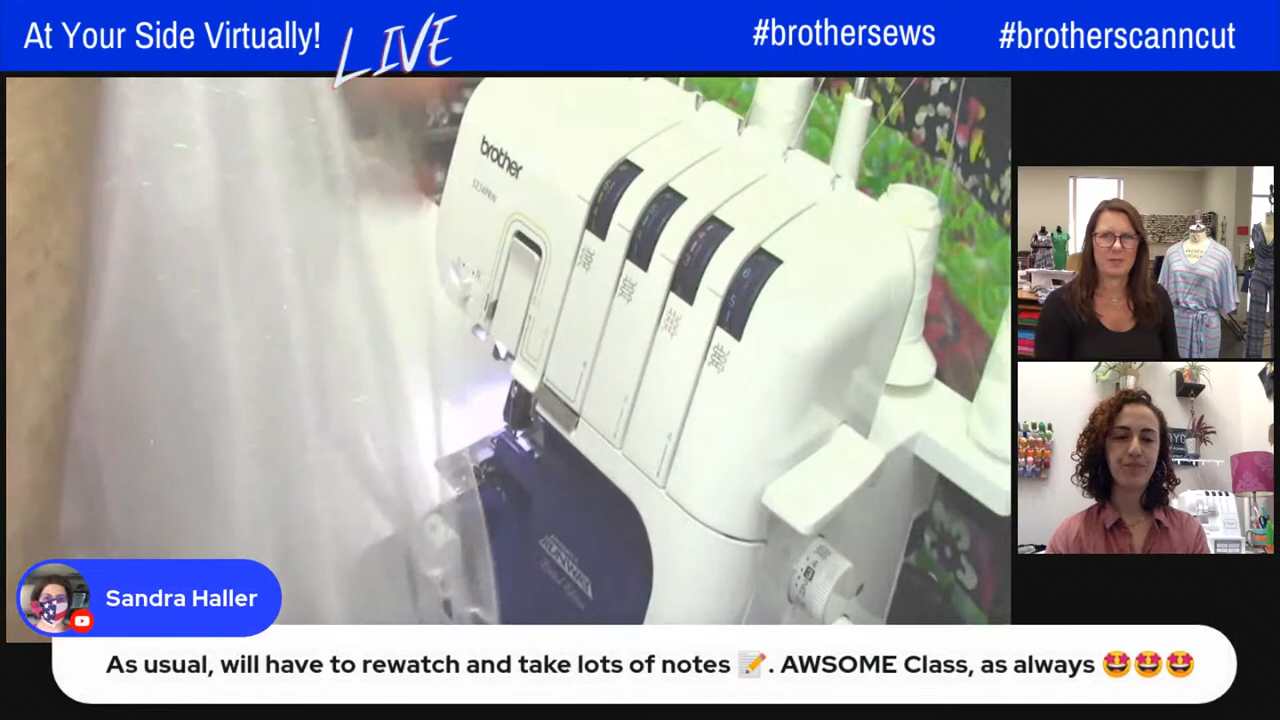 At Your Side Virtually!
LIVE
#brothersews
#brotherscanncut
brother
RUNWAY
Sandra Haller
As usual, will have to rewatch and take lots of notes 📝. AWSOME Class, as always 🤩🤩🤩